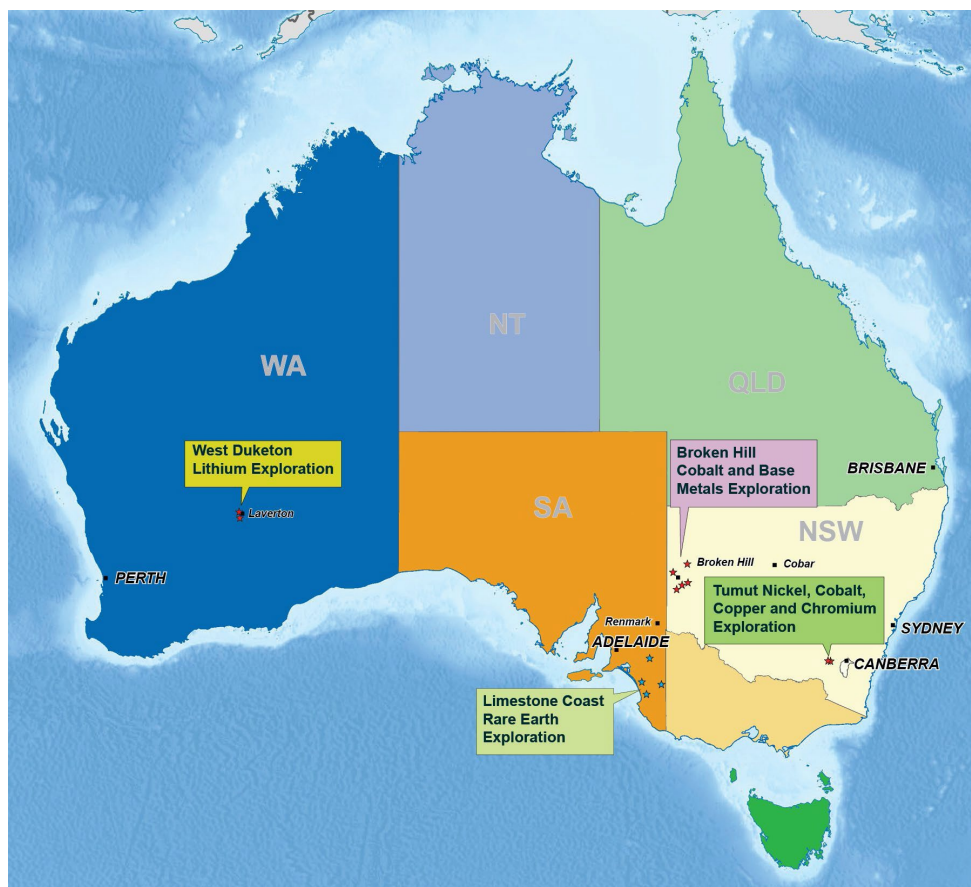 NT
WA
QLD
West Duketon
Lithium Exploration
Broken Hill
Cobalt and Base
Metals Exploration
BRISBANE
SA
NSW
Laverton
Broken Hill
Cobar
PERTH
Tumut Nickel, Cobalt,
Copper and Chromium
Exploration
Renmark
SYDNEY
ADELAIDE
CANBERRA
Limestone Coast
Rare Earth
Exploration